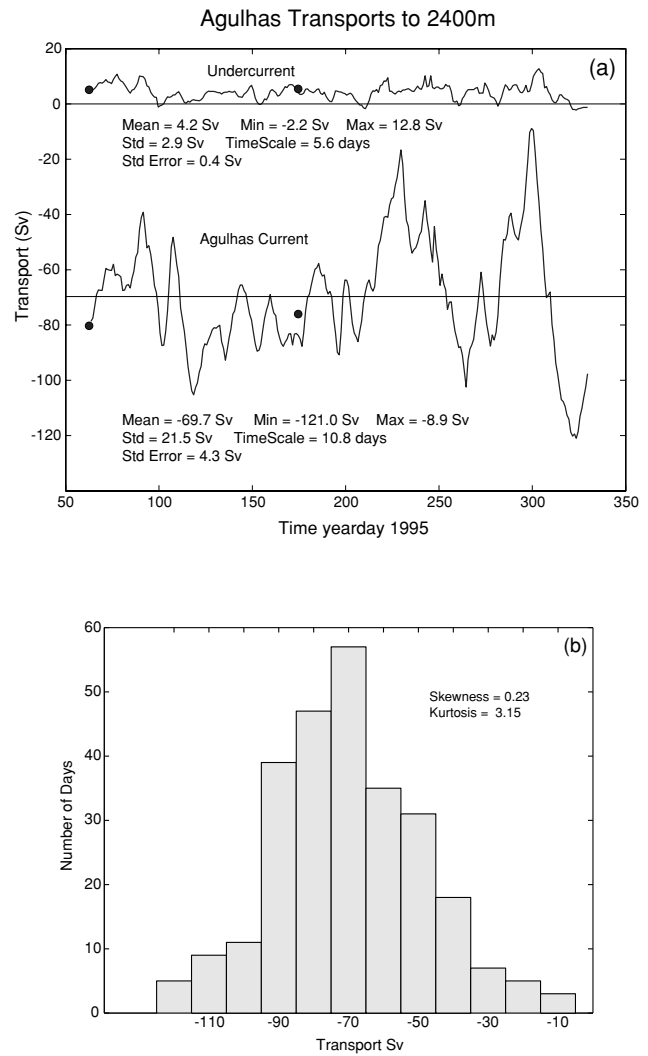 Agulhas Transports to 2400m
20
0
-20
-40
-60
-80
-100
-120
Transport (Sv)
(a)
Undercurrent
Mean = 4.2 Sv Min = -2.2 Sv Max = 12.8 Sv
Std = 2.9 Sv TimeScale = 5.6 days
Std Error = 0.4 Sv
Agulhas Current
Mean = -69.7 Sv Min = -121.0 Sv Max = -8.9 Sv
Std = 21.5 Sv TimeScale = 10.8 days
Std Error = 4.3 Sv
50 100 150 200 250 300 350
Time yearday 1995
60
50
40
30
20
10
0
Number of Days
(b)
Skewness = 0.23
Kurtosis = 3.15
-110 -90 -70 -50 -30 -10
Transport Sv